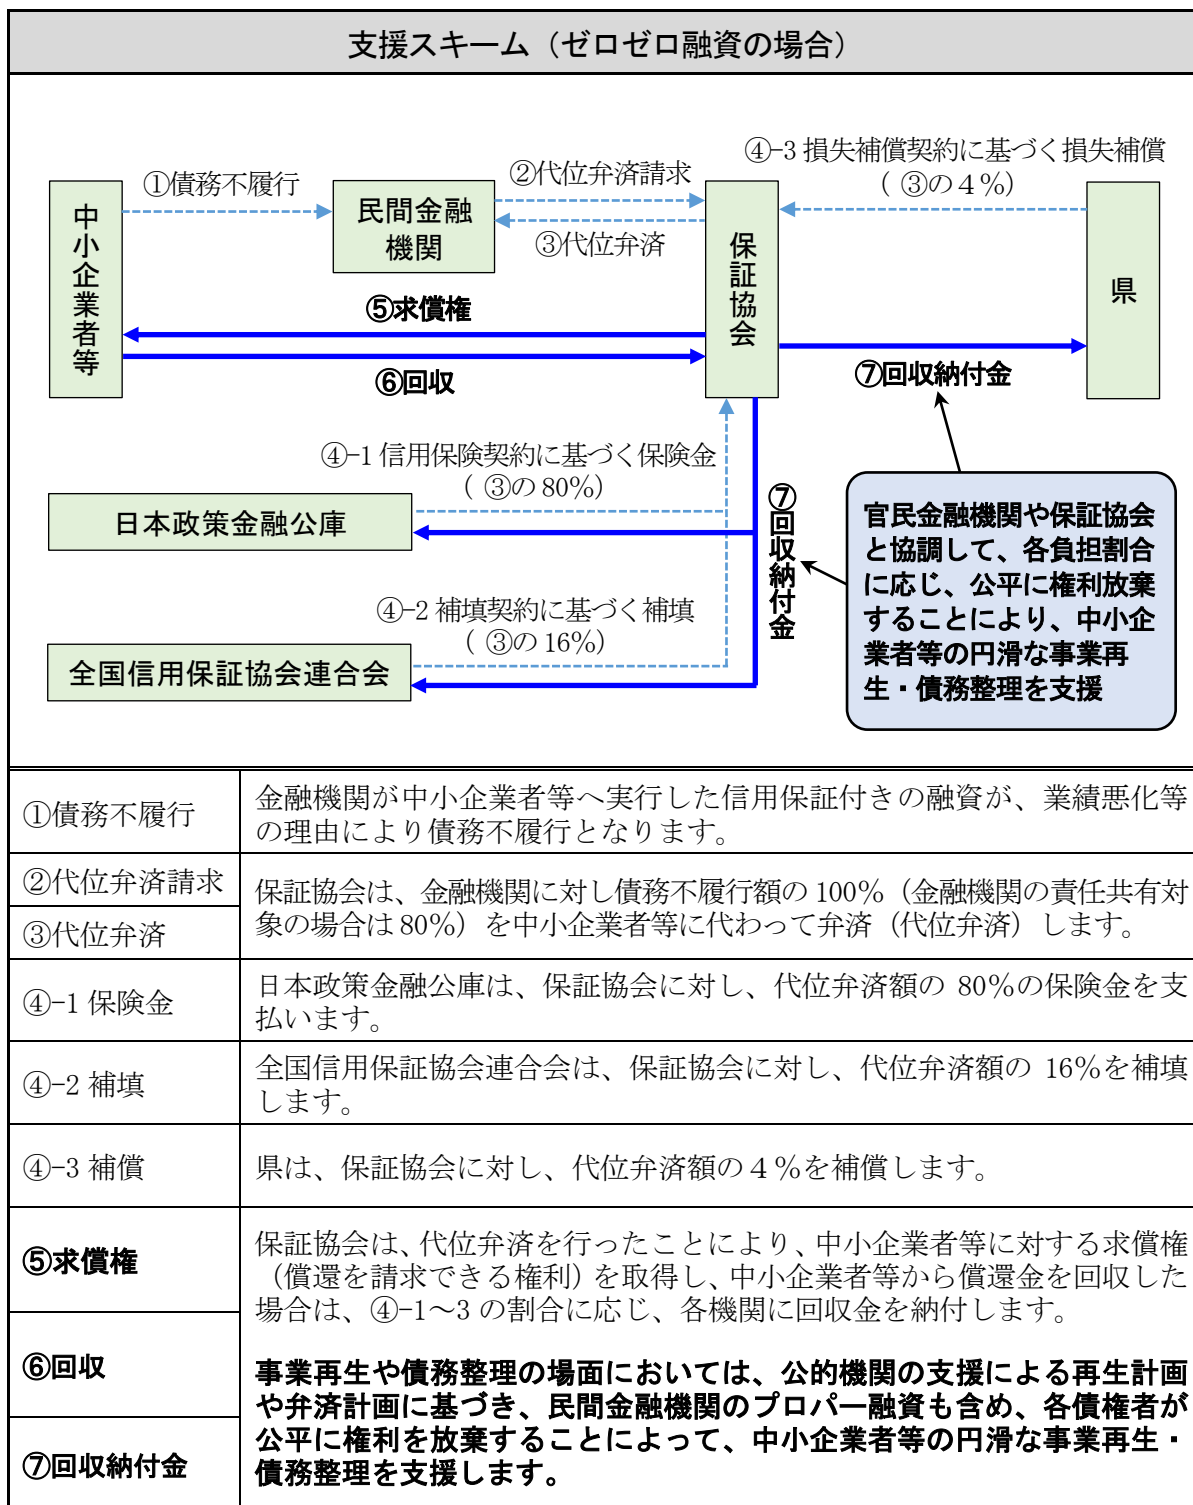 支援スキーム（ゼロゼロ融資の場合）
④-3 損失補償契約に基づく損失補償
（ ③の４％）
①債務不履行
②代位弁済請求
③代位弁済
中小企業者等
民間金融
機関
保証協会
県
⑤求償権
⑥回収
⑦回収納付金
④-1 信用保険契約に基づく保険金
（ ③の 80％）
日本政策金融公庫
⑦回収納付金
④-2 補填契約に基づく補填
（ ③の 16％）
全国信用保証協会連合会
官民金融機関や保証協会
と協調して、各負担割合
に応じ、公平に権利放棄
することにより、中小企
業者等の円滑な事業再
生・債務整理を支援
①債務不履行
金融機関が中小企業者等へ実行した信用保証付きの融資が、業績悪化等
の理由により債務不履行となります。
②代位弁済請求
③代位弁済
保証協会は、金融機関に対し債務不履行額の 100％（金融機関の責任共有対
象の場合は 80％）を中小企業者等に代わって弁済（代位弁済）します。
④-1 保険金
日本政策金融公庫は、保証協会に対し、代位弁済額の 80％の保険金を支
払います。
④-2 補填
全国信用保証協会連合会は、保証協会に対し、代位弁済額の 16％を補填
します。
④-3 補償
県は、保証協会に対し、代位弁済額の４％を補償します。
⑤求償権
⑥回収
⑦回収納付金
保証協会は、代位弁済を行ったことにより、中小企業者等に対する求償権
（償還を請求できる権利）を取得し、中小企業者等から償還金を回収した
場合は、④-1～3 の割合に応じ、各機関に回収金を納付します。
事業再生や債務整理の場面においては、公的機関の支援による再生計画
や弁済計画に基づき、民間金融機関のプロパー融資も含め、各債権者が
公平に権利を放棄することによって、中小企業者等の円滑な事業再生・
債務整理を支援します。